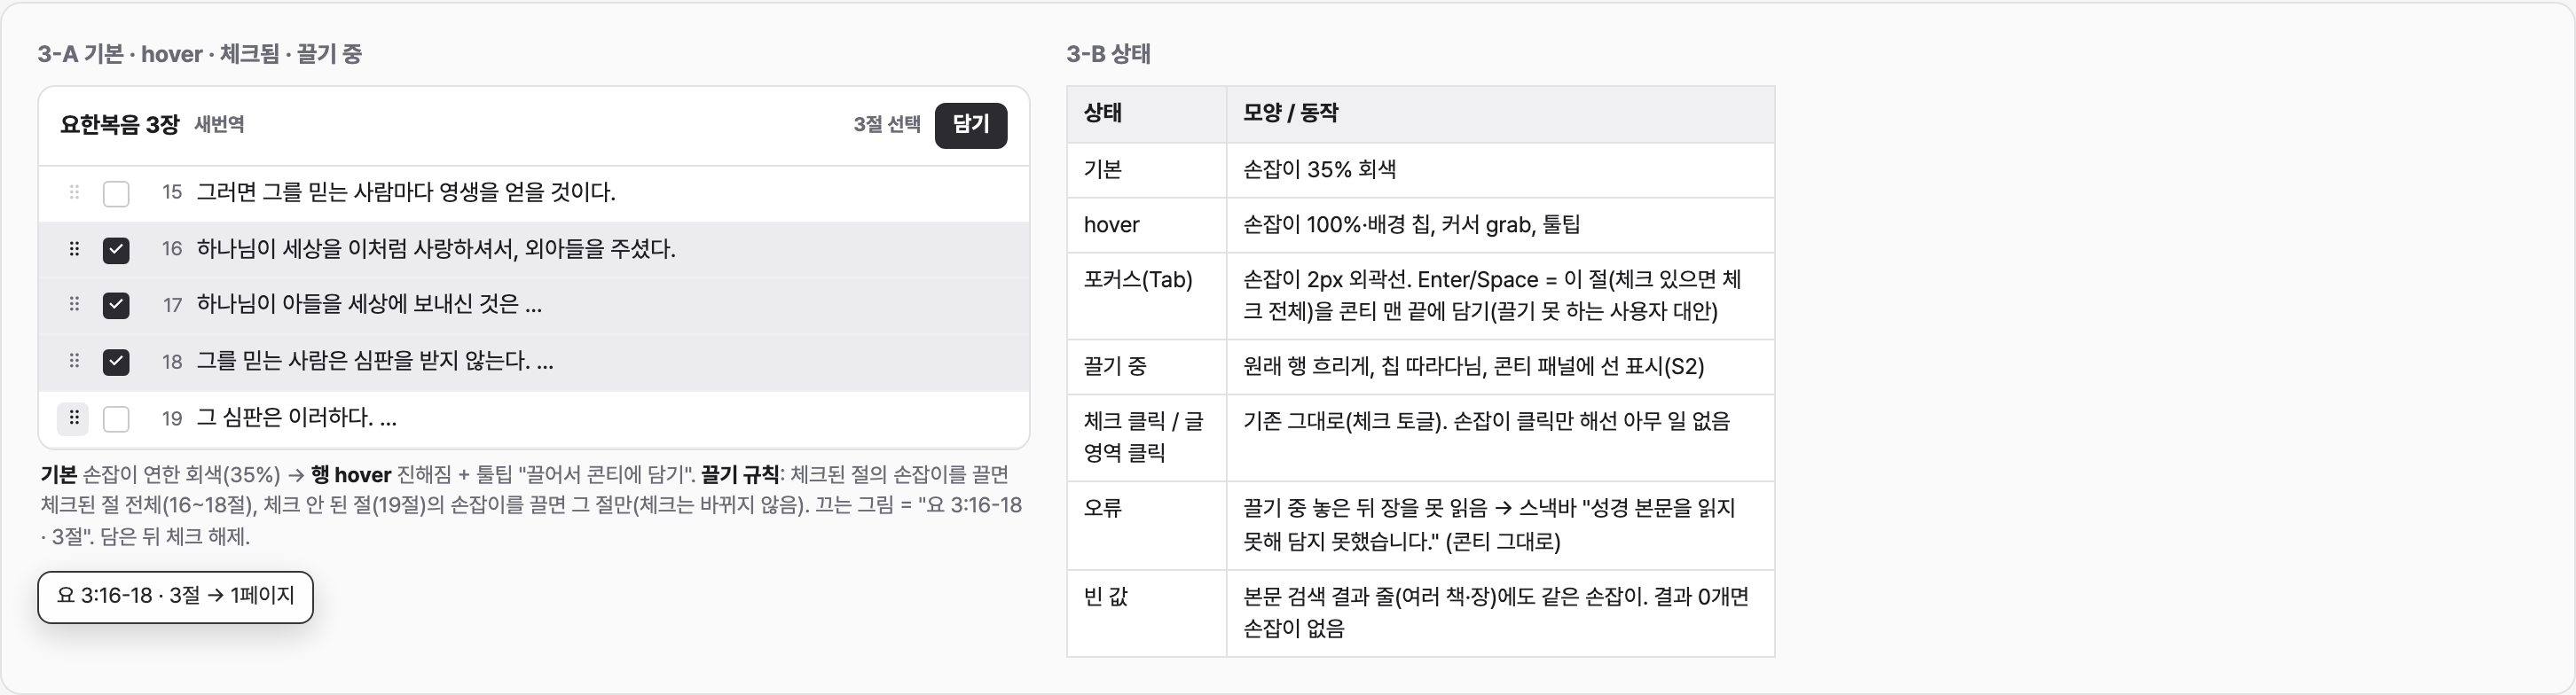 3-A 기본 · hover · 체크됨 · 끌기 중
요한복음 3장 새번역 3절 선택 담기
15 그러면 그를 믿는 사람마다 영생을 얻을 것이다.
16 하나님이 세상을 이처럼 사랑하셔서, 외아들을 주셨다.
17 하나님이 아들을 세상에 보내신 것은 ...
18 그를 믿는 사람은 심판을 받지 않는다. ...
19 그 심판은 이러하다. ...
기본 손잡이 연한 회색(35%) → 행 hover 진해짐 + 툴팁 "끌어서 콘티에 담기". 끌기 규칙: 체크된 절의 손잡이를 끌면
체크된 절 전체(16~18절), 체크 안 된 절(19절)의 손잡이를 끌면 그 절만(체크는 바뀌지 않음). 끄는 그림 = "요 3:16-18
· 3절". 담은 뒤 체크 해제.
요 3:16-18 · 3절 → 1페이지
3-B 상태
상태 모양 / 동작
기본 손잡이 35% 회색
hover 손잡이 100%·배경 칩, 커서 grab, 툴팁
포커스(Tab) 손잡이 2px 외곽선. Enter/Space = 이 절(체크 있으면 체
크 전체)을 콘티 맨 끝에 담기(끌기 못 하는 사용자 대안)
끌기 중 원래 행 흐리게, 칩 따라다님, 콘티 패널에 선 표시(S2)
체크 클릭 / 글 기존 그대로(체크 토글). 손잡이 클릭만 해선 아무 일 없음
영역 클릭
오류 끌기 중 놓은 뒤 장을 못 읽음 → 스낵바 "성경 본문을 읽지
못해 담지 못했습니다." (콘티 그대로)
빈 값 본문 검색 결과 줄(여러 책·장)에도 같은 손잡이. 결과 0개면
손잡이 없음